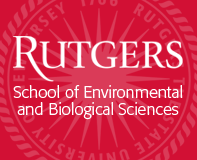 RUTGERS
School of Environmental
and Biological Sciences